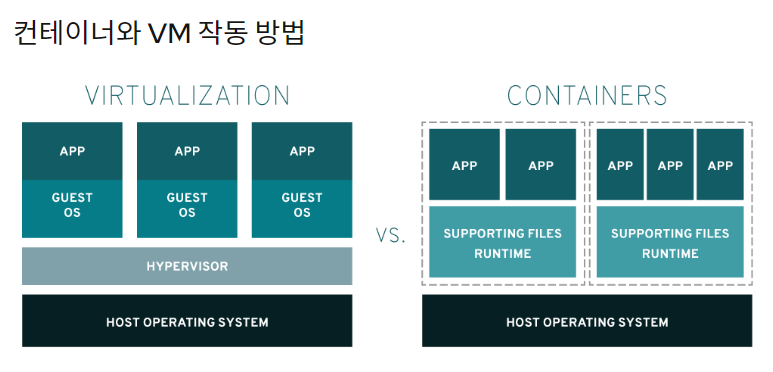 컨테이너와 VM 작동 방법
VIRTUALIZATION
APP
GUEST
OS
APP
GUEST
OS
APP
GUEST
OS
HYPERVISOR
HOST OPERATING SYSTEM
VS.
CONTAINERS
APP
APP
SUPPORTING FILES
RUNTIME
APP
APP
APP
SUPPORTING FILES
RUNTIME
HOST OPERATING SYSTEM